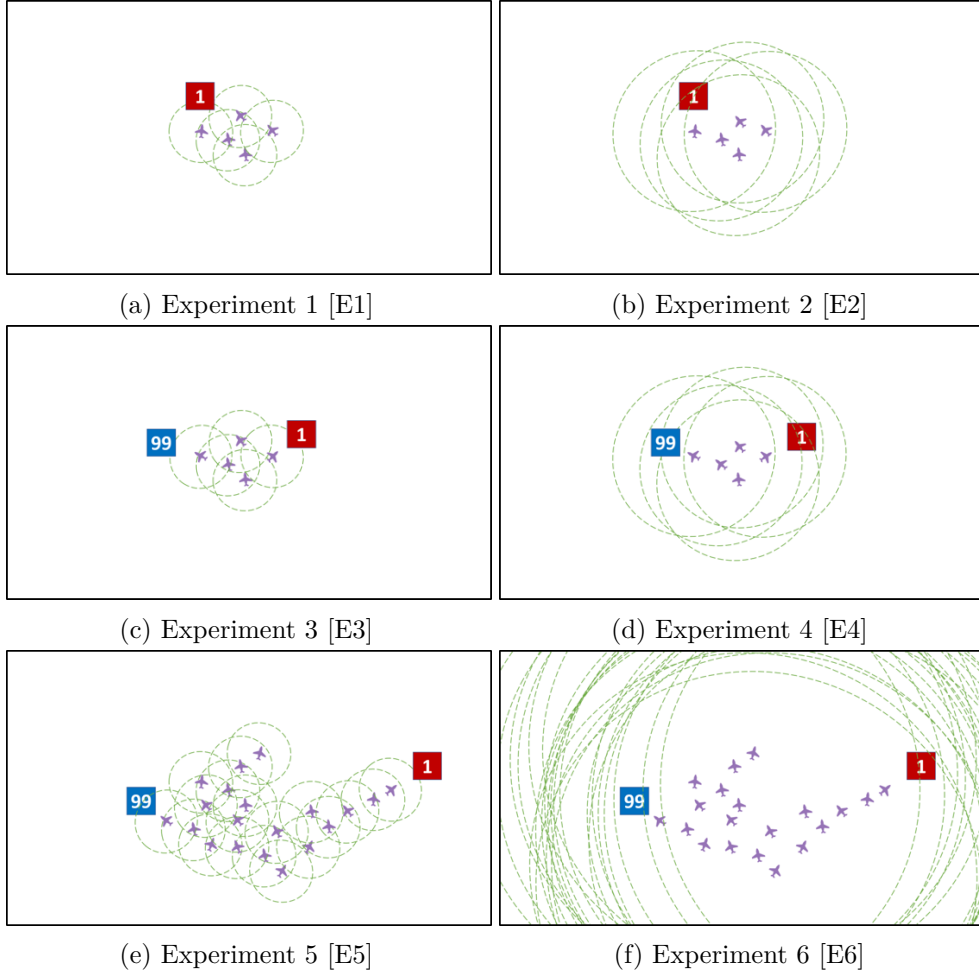 1
1
(a) Experiment 1 [E1]
(b) Experiment 2 [E2]
99
1
99
1
(c) Experiment 3 [E3]
(d) Experiment 4 [E4]
99
1
99
1
(e) Experiment 5 [E5]
(f) Experiment 6 [E6]